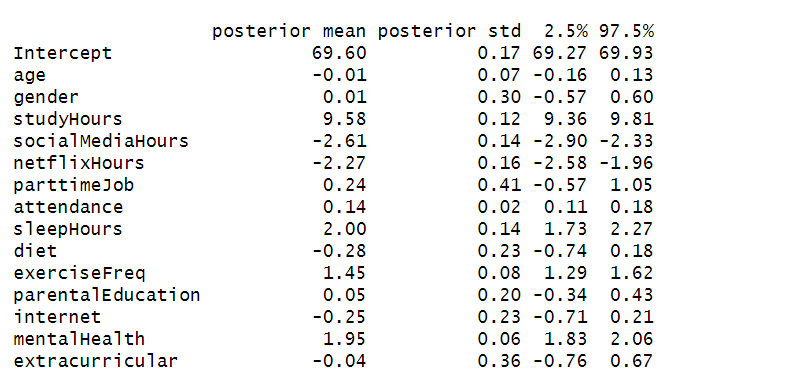 posterior mean posterior std 2.5% 97.5%
Intercept 69.60 0.17 69.27 69.93
age -0.01 0.07 -0.16 0.13
gender 0.01 0.30 -0.57 0.60
studyHours 9.58 0.12 9.36 9.81
socialMediaHours -2.61 0.14 -2.90 -2.33
netflixHours -2.27 0.16 -2.58 -1.96
parttimeJob 0.24 0.41 -0.57 1.05
attendance 0.14 0.02 0.11 0.18
sleepHours 2.00 0.14 1.73 2.27
diet -0.28 0.23 -0.74 0.18
exerciseFreq 1.45 0.08 1.29 1.62
parentalEducation 0.05 0.20 -0.34 0.43
internet -0.25 0.23 -0.71 0.21
mentalHealth 1.95 0.06 1.83 2.06
extracurricular -0.04 0.36 -0.76 0.67